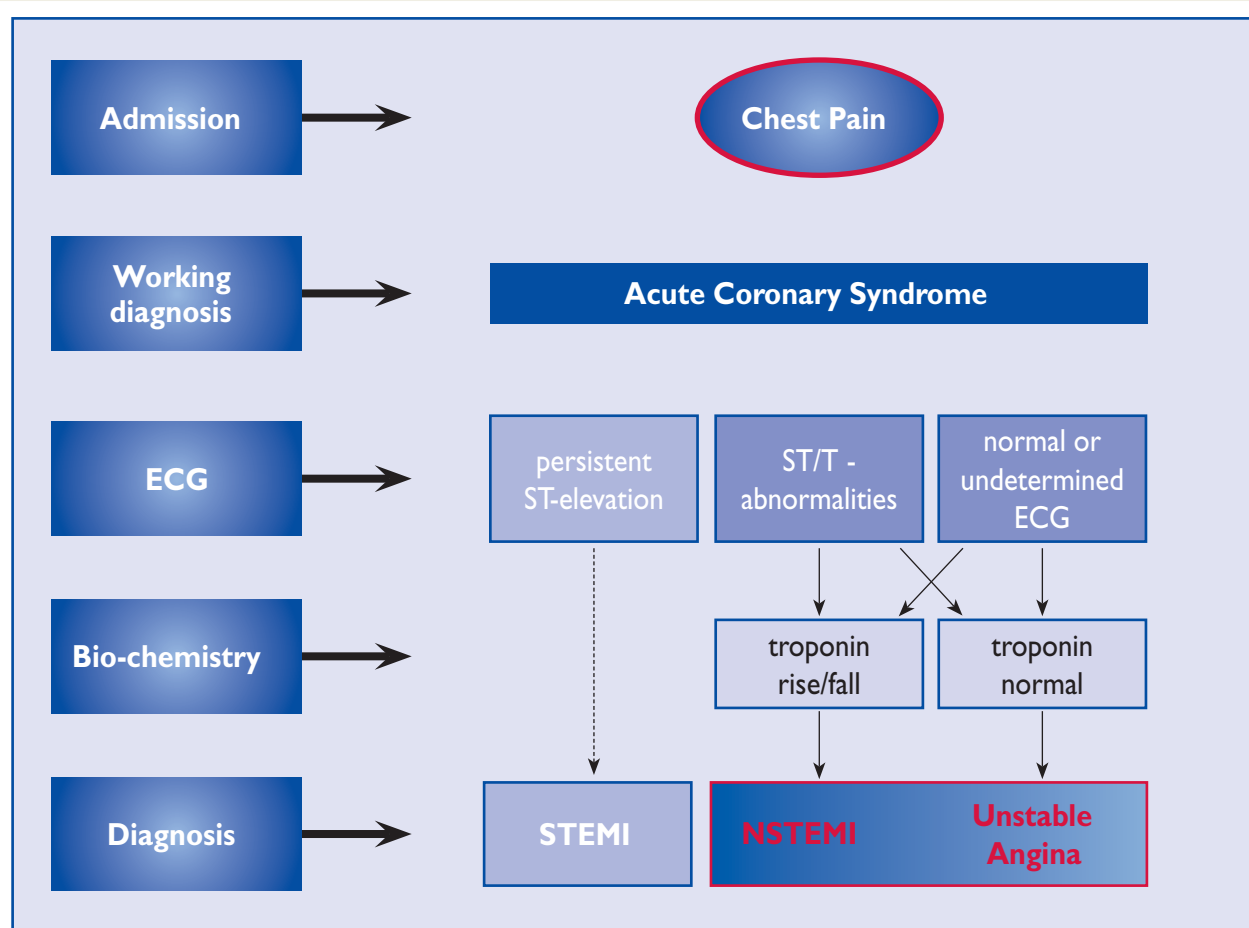 Admission
Chest Pain
Working
diagnosis
Acute Coronary Syndrome
ECG
persistent
ST-elevation
ST/T -
abnormalities
normal or
undetermined
ECG
Bio-chemistry
troponin
rise/fall
troponin
normal
Diagnosis
STEMI
NSTEMI
Unstable
Angina